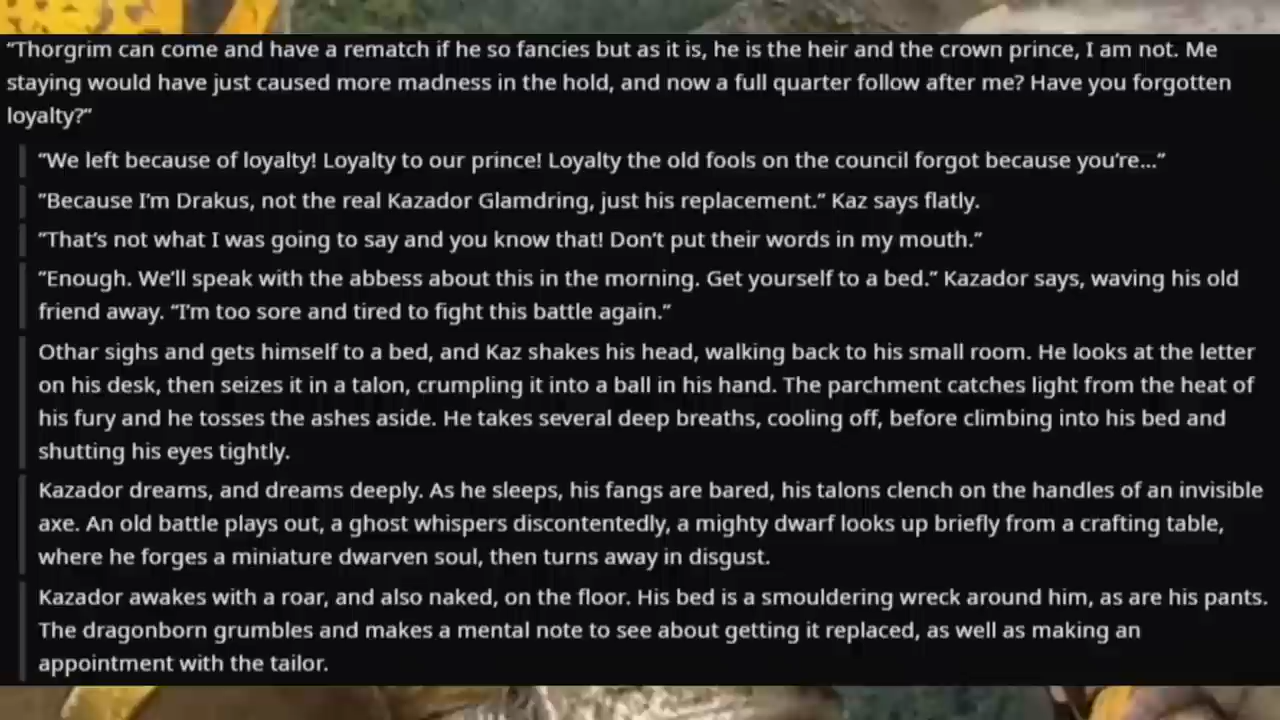 “Thorgrim can come and have a rematch if he so fancies but as it is, he is the heir and the crown prince, I am not. Me
staying would have just caused more madness in the hold, and now a full quarter follow after me? Have you forgotten
loyalty?”
“We left because of loyalty! Loyalty to our prince! Loyalty the old fools on the council forgot because you’re...”
“Because I’m Drakus, not the real Kazador Glamdring, just his replacement.” Kaz says flatly.
“That’s not what I was going to say and you know that! Don’t put their words in my mouth.”
“Enough. We’ll speak with the abbess about this in the morning. Get yourself to a bed.” Kazador says, waving his old
friend away. “I’m too sore and tired to fight this battle again.”
Othar sighs and gets himself to a bed, and Kaz shakes his head, walking back to his small room. He looks at the letter
on his desk, then seizes it in a talon, crumpling it into a ball in his hand. The parchment catches light from the heat of
his fury and he tosses the ashes aside. He takes several deep breaths, cooling off, before climbing into his bed and
shutting his eyes tightly.
Kazador dreams, and dreams deeply. As he sleeps, his fangs are bared, his talons clench on the handles of an invisible
axe. An old battle plays out, a ghost whispers discontentedly, a mighty dwarf looks up briefly from a crafting table,
where he forges a miniature dwarven soul, then turns away in disgust.
Kazador awakes with a roar, and also naked, on the floor. His bed is a smouldering wreck around him, as are his pants.
The dragonborn grumbles and makes a mental note to see about getting it replaced, as well as making an
appointment with the tailor.